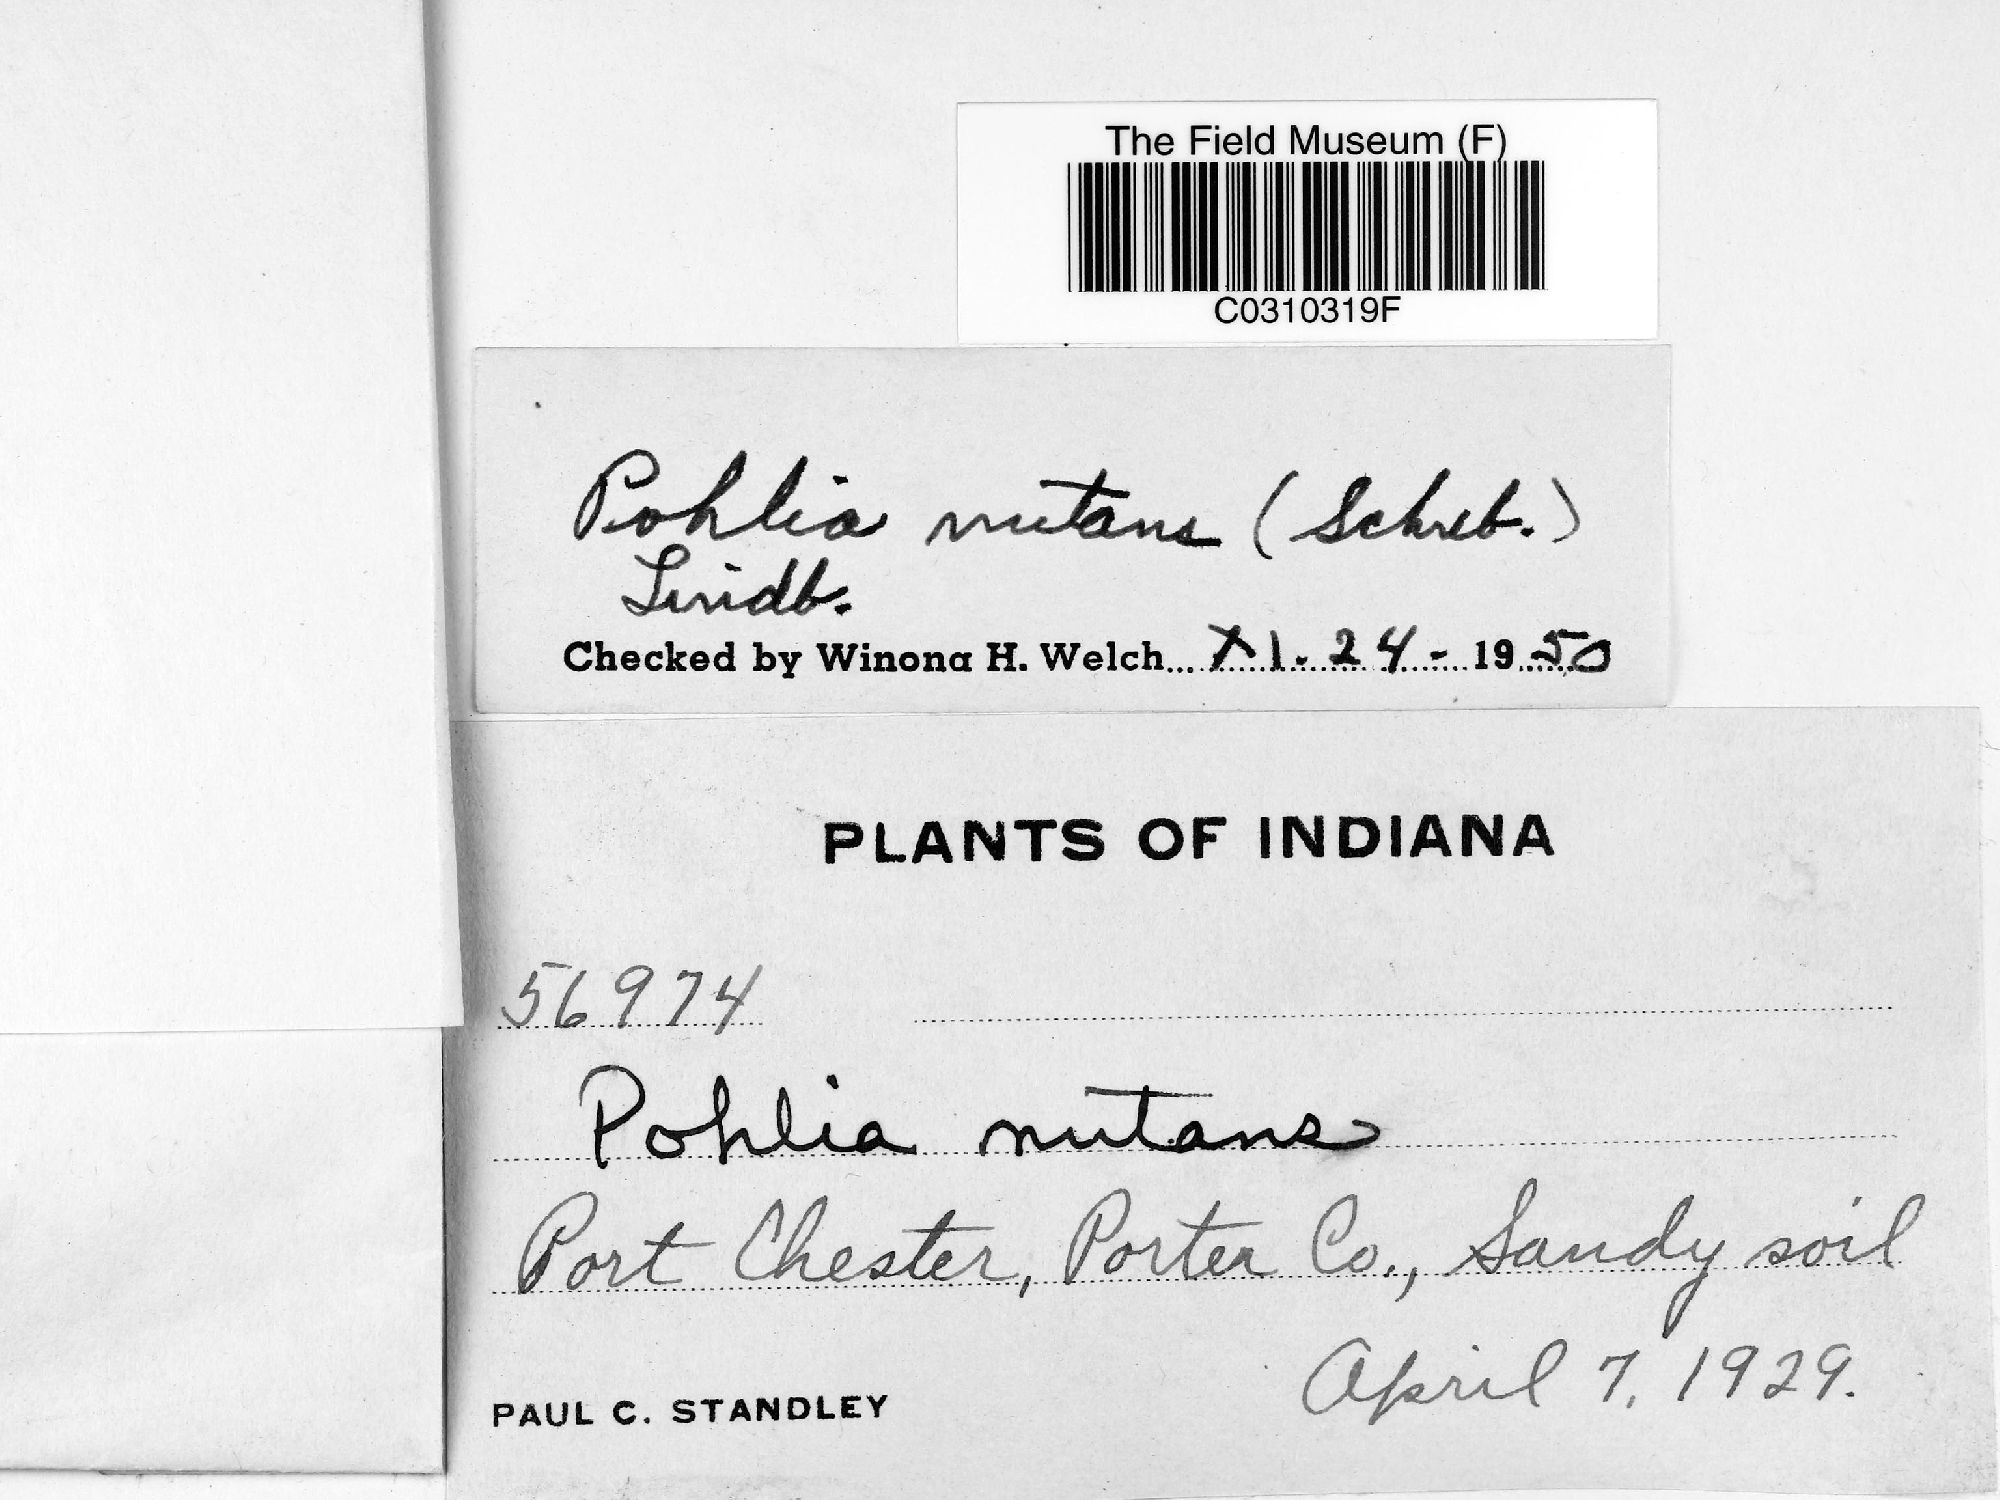 The Field Museum (F)
C0310319F
Pohlia nutans (Schreb.)
Lindb.
Checked by Winona H. Welch... XI. 24 - 1950
PLANTS OF INDIANA
56974
Pohlia nutans
Port Chester, Porter Co., Sandy soil
April 7, 1929.
PAUL C. STANDLEY